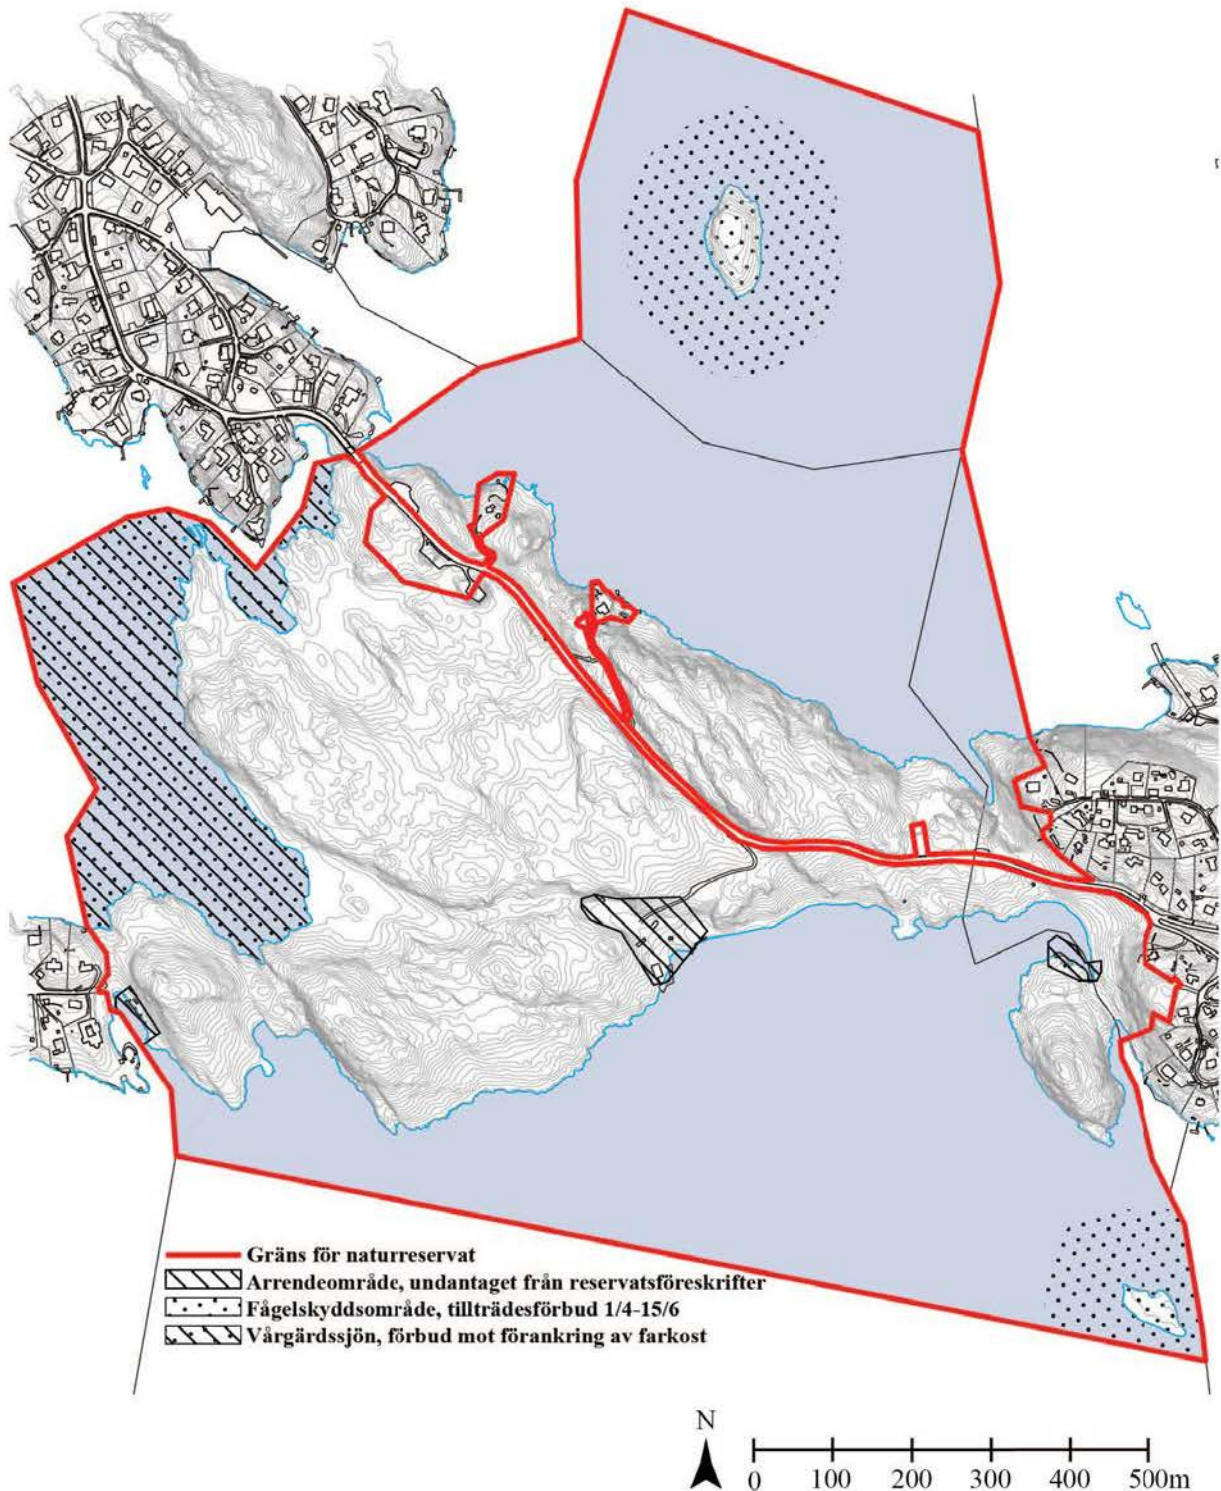 Gräns för naturreservat
Arrendeområde, undantaget från reservatsföreskrifter
Fågelskyddsområde, tillträdesförbud 1/4-15/6
Vårgärdssjön, förbud mot förankring av farkost
N
0 100 200 300 400 500m